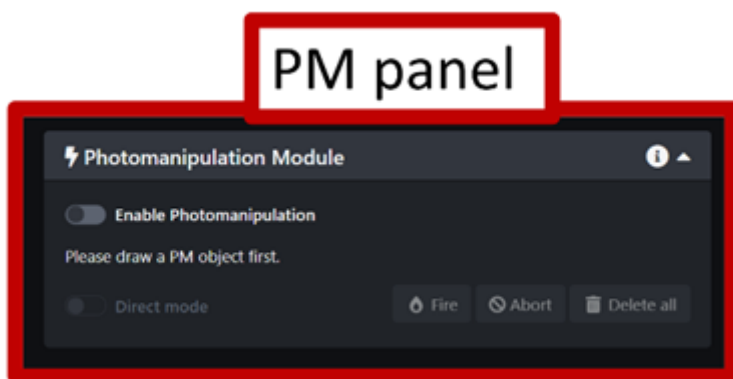 PM panel
Photomanipulation Module
Enable Photomanipulation
Please draw a PM object first.
Direct mode Fire Abort Delete all